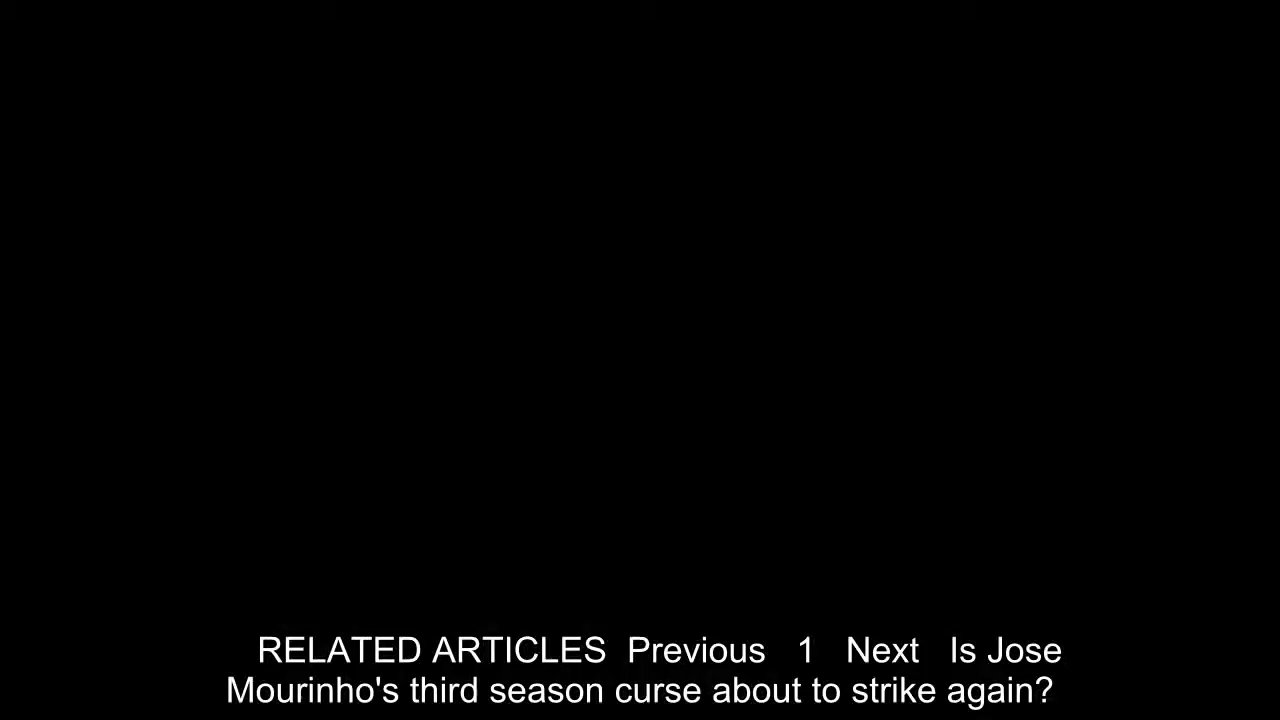 RELATED ARTICLES  Previous   1   Next   Is Jose
Mourinho's third season curse about to strike again?